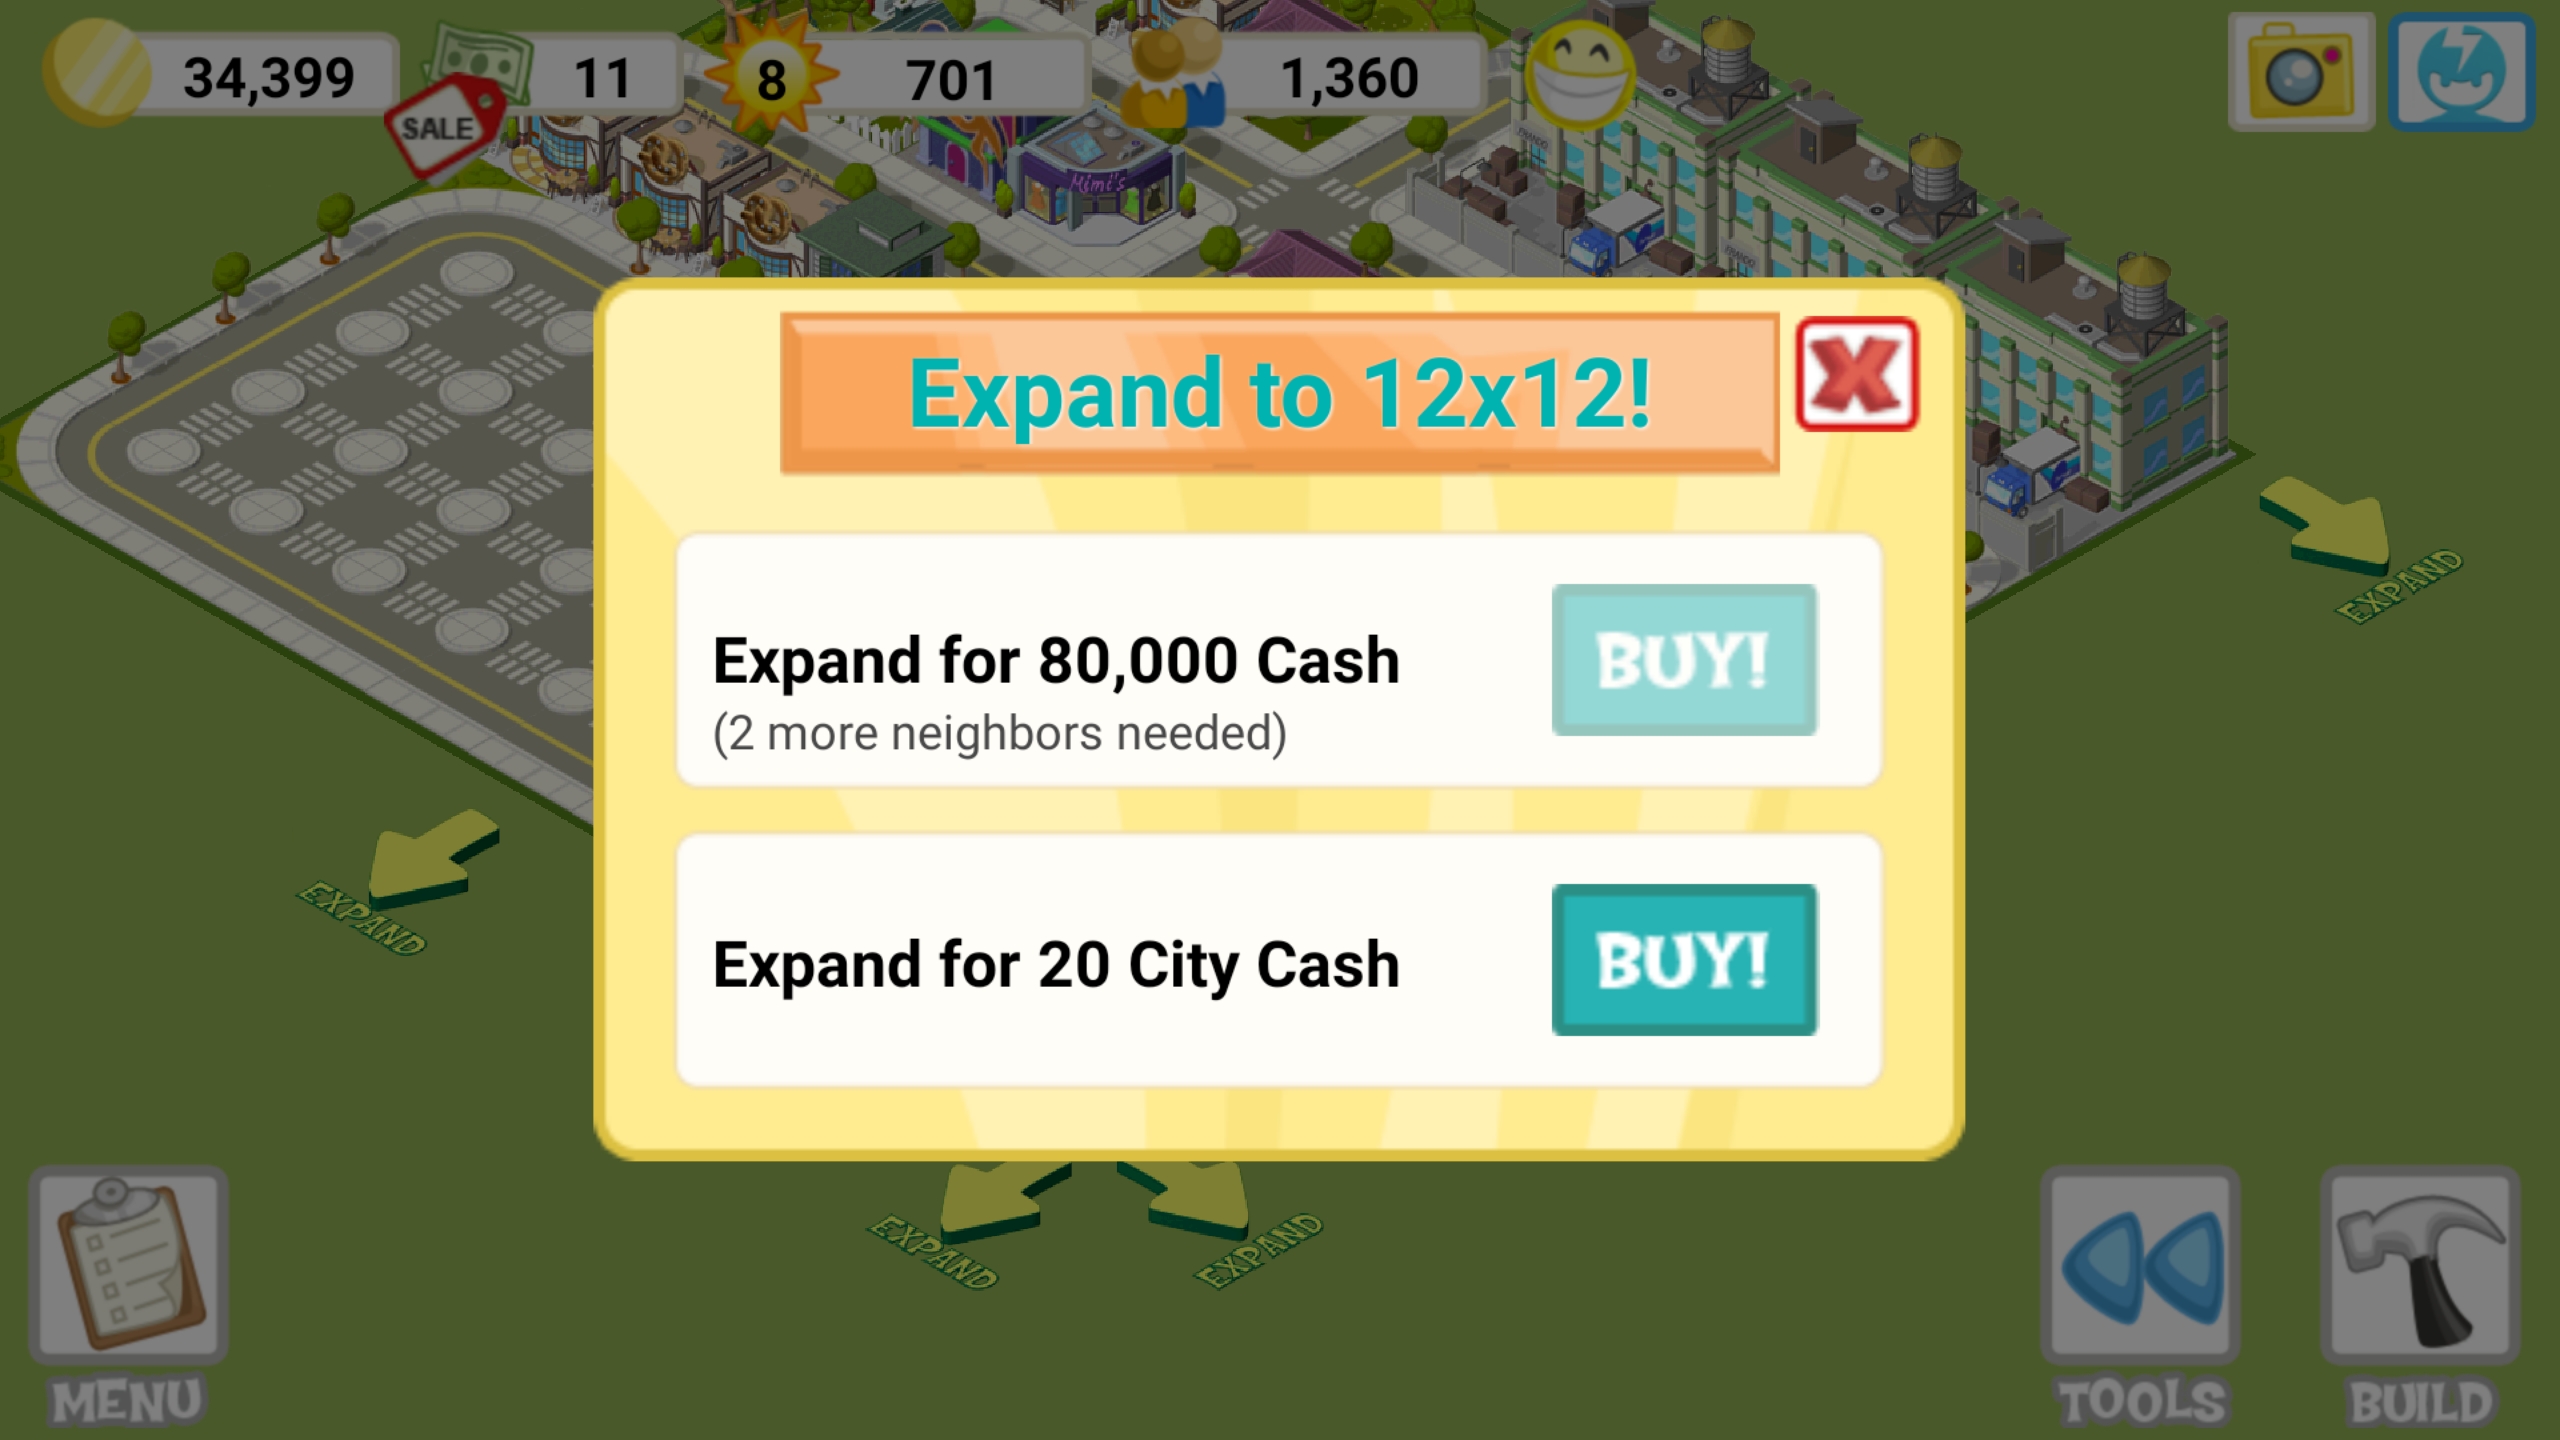 34,399
11
8
701
1,360
SALE
Mimi's
Expand to 12x12!
X
Expand for 80,000 Cash
(2 more neighbors needed)
BUY!
Expand for 20 City Cash
BUY!
EXPAND
EXPAND
EXPAND
EXPAND
MENU
TOOLS
BUILD